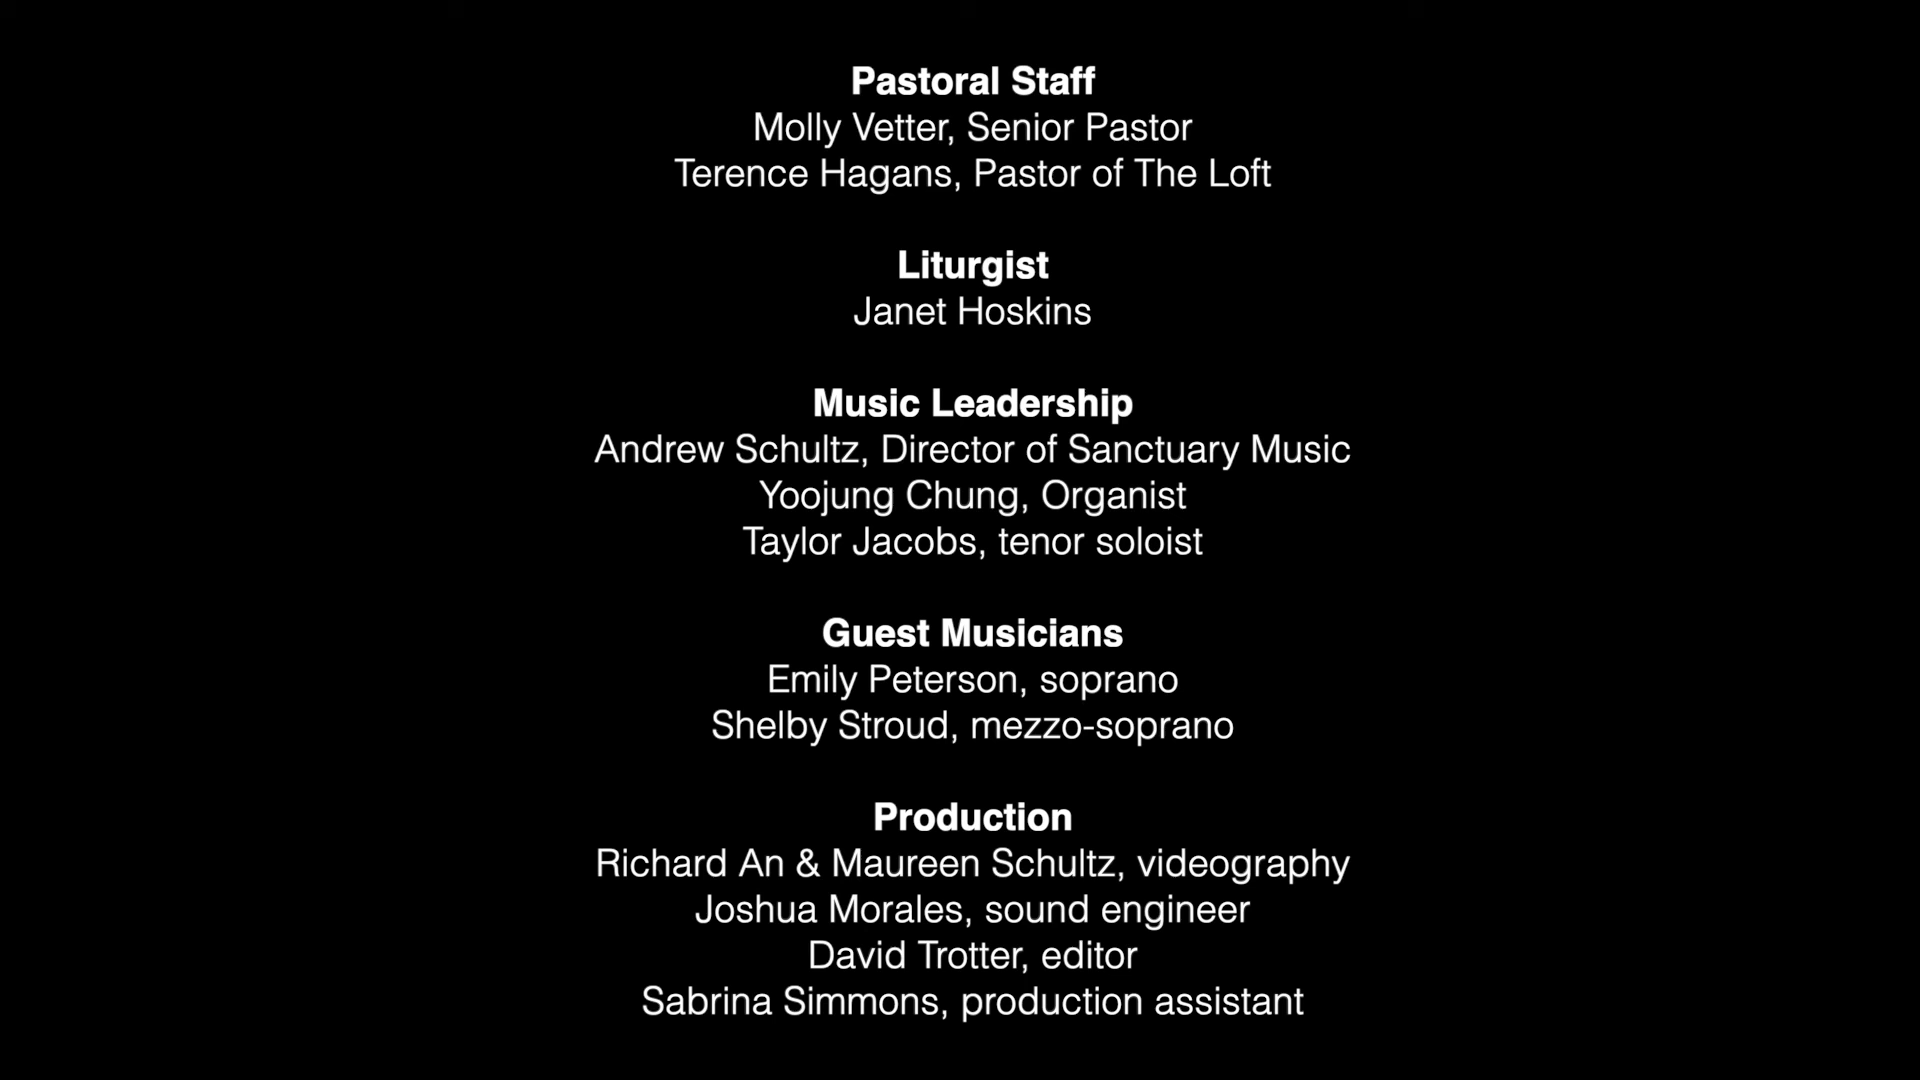 Pastoral Staff
Molly Vetter, Senior Pastor
Terence Hagans, Pastor of The Loft
Liturgist
Janet Hoskins
Music Leadership
Andrew Schultz, Director of Sanctuary Music
Yoojung Chung, Organist
Taylor Jacobs, tenor soloist
Guest Musicians
Emily Peterson, soprano
Shelby Stroud, mezzo-soprano
Production
Richard An & Maureen Schultz, videography
Joshua Morales, sound engineer
David Trotter, editor
Sabrina Simmons, production assistant